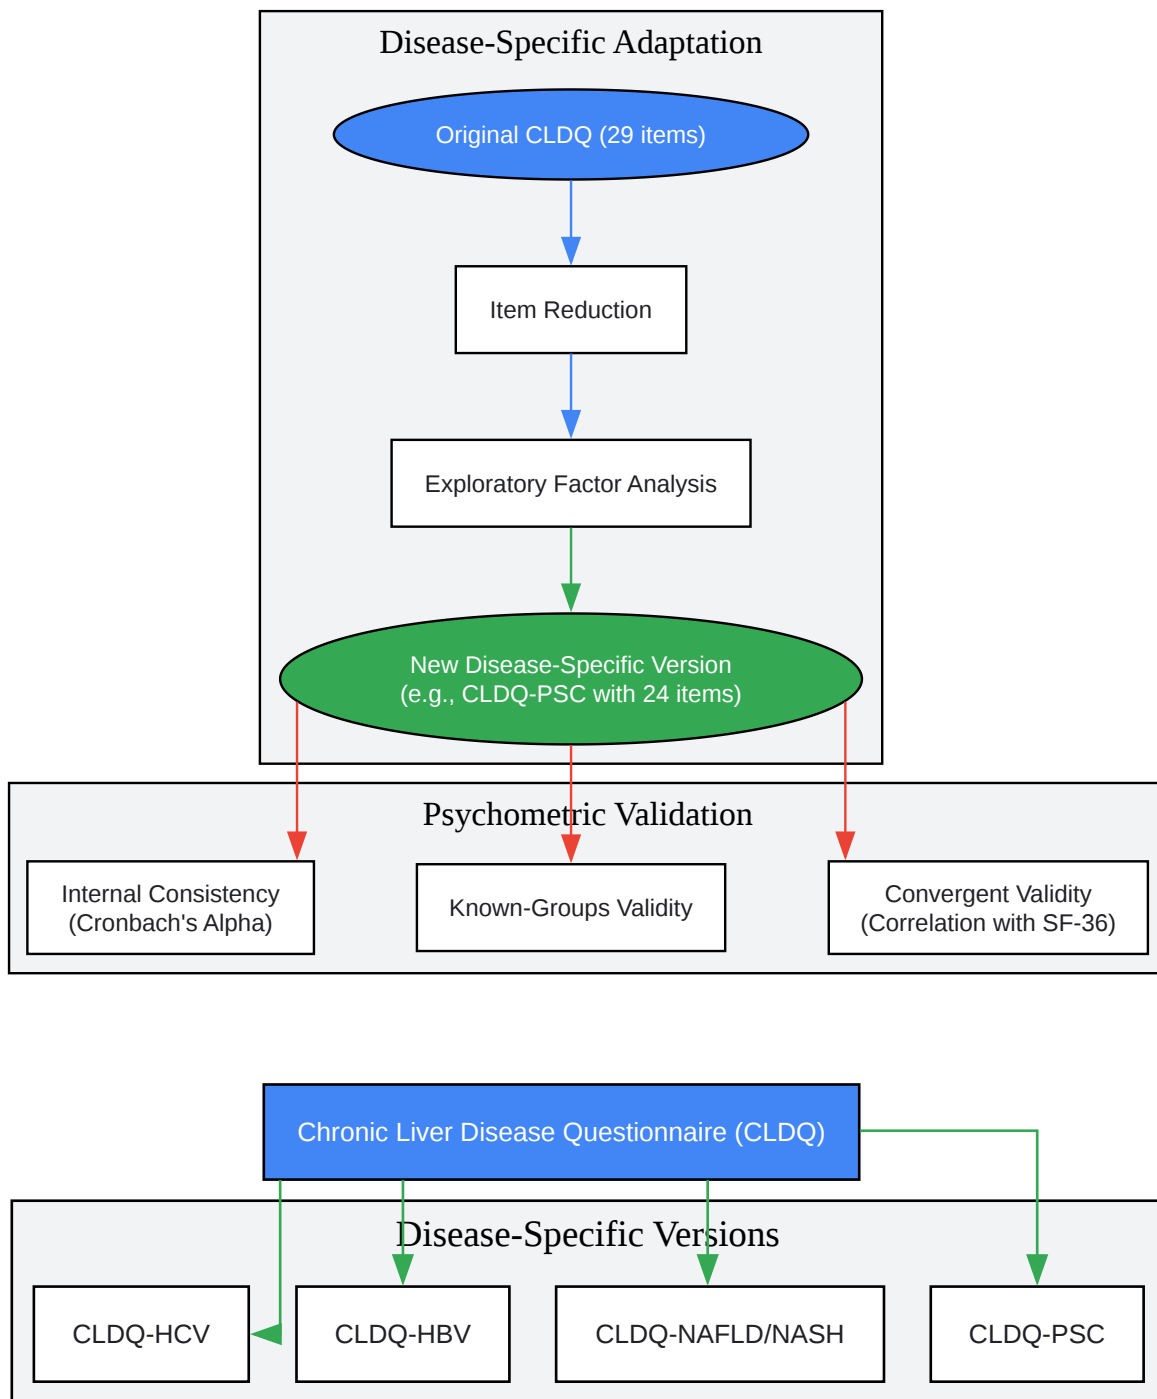 Disease-Specific Adaptation
Original CLDQ (29 items)
Item Reduction
Exploratory Factor Analysis
New Disease-Specific Version
(e.g., CLDQ-PSC with 24 items)
Psychometric Validation
Internal Consistency
(Cronbach's Alpha)
Known-Groups Validity
Convergent Validity
(Correlation with SF-36)
Chronic Liver Disease Questionnaire (CLDQ)
Disease-Specific Versions
CLDQ-HCV
CLDQ-HBV
CLDQ-NAFLD/NASH
CLDQ-PSC